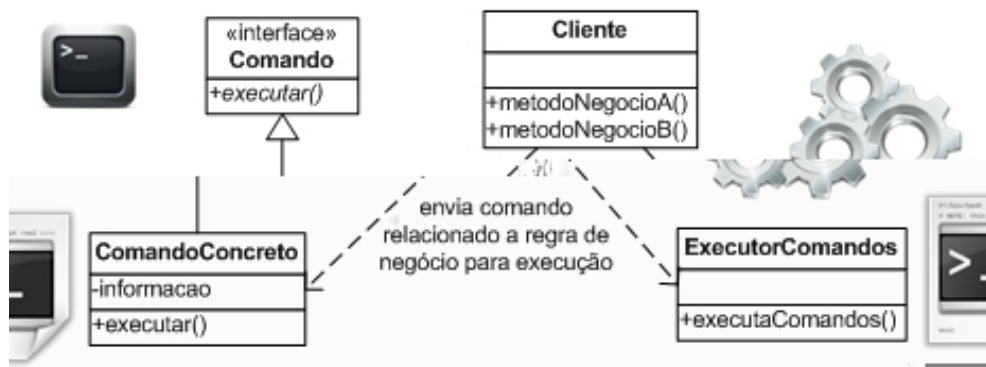 >_
«interface»
Comando
+executar()
Cliente
+metodoNegocioA()
+metodoNegocioB()
envia comando
relacionado a regra de
negócio para execução
ComandoConcreto
-informacao
+executar()
ExecutorComandos
+executaComandos()
>_